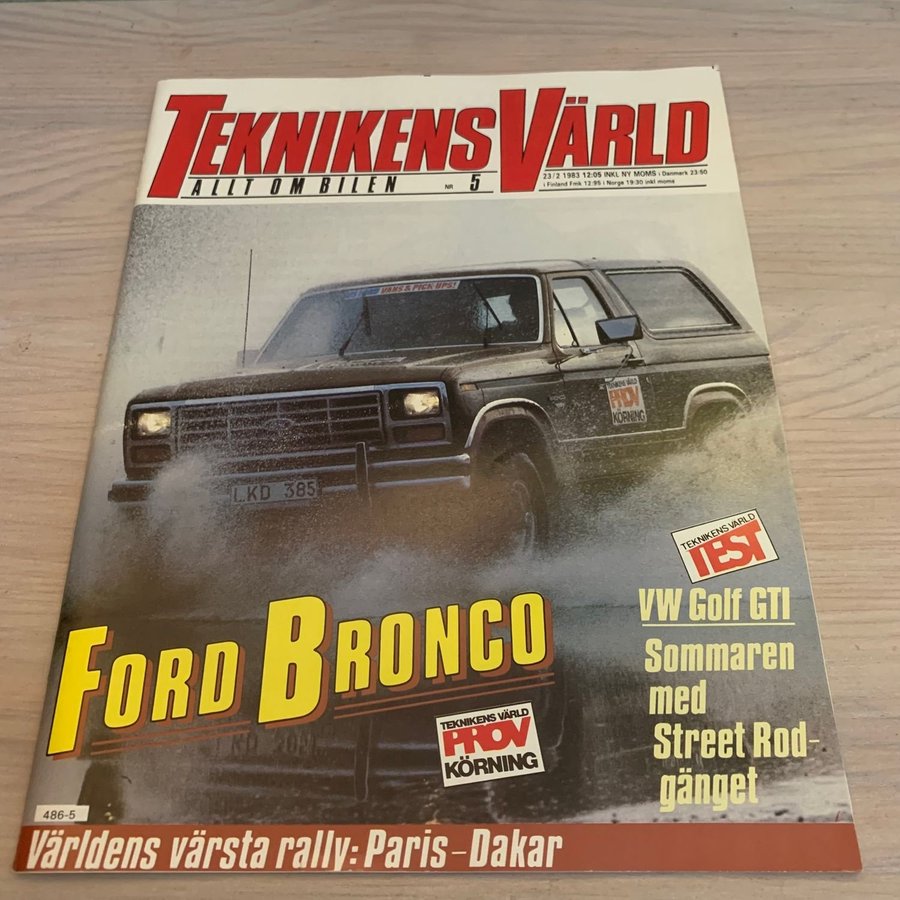 TEKNIKENS VÄRLD
ALLT OM BILEN NR 5
23/2 1983 12:05 INKL NY MOMS i Danmark 23:50
i Finland Fmk 12:95 i Norge 19:30 inkl moms
VANS & PICK-UPS!
TEKNIKENS VÄRLD
PROV
KÖRNING
LKD 385
TEKNIKENS VÄRLD
TEST
VW Golf GTI
Sommaren
med
Street Rod-
gänget
FORD BRONCO
TEKNIKENS VÄRLD
PROV
KÖRNING
486-5
Världens värsta rally: Paris-Dakar